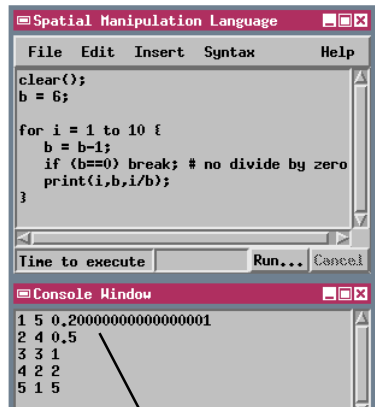 Spatial Manipulation Language
File Edit Insert Syntax Help
clear();
b = 6;
for i = 1 to 10 {
b = b-1;
if (b==0) break; # no divide by zero
print(i,b,i/b);
}
Time to execute Run... Cancel
Console Window
1 5 0.20000000000000001
2 4 0.5
3 3 1
4 2 2
5 1 5